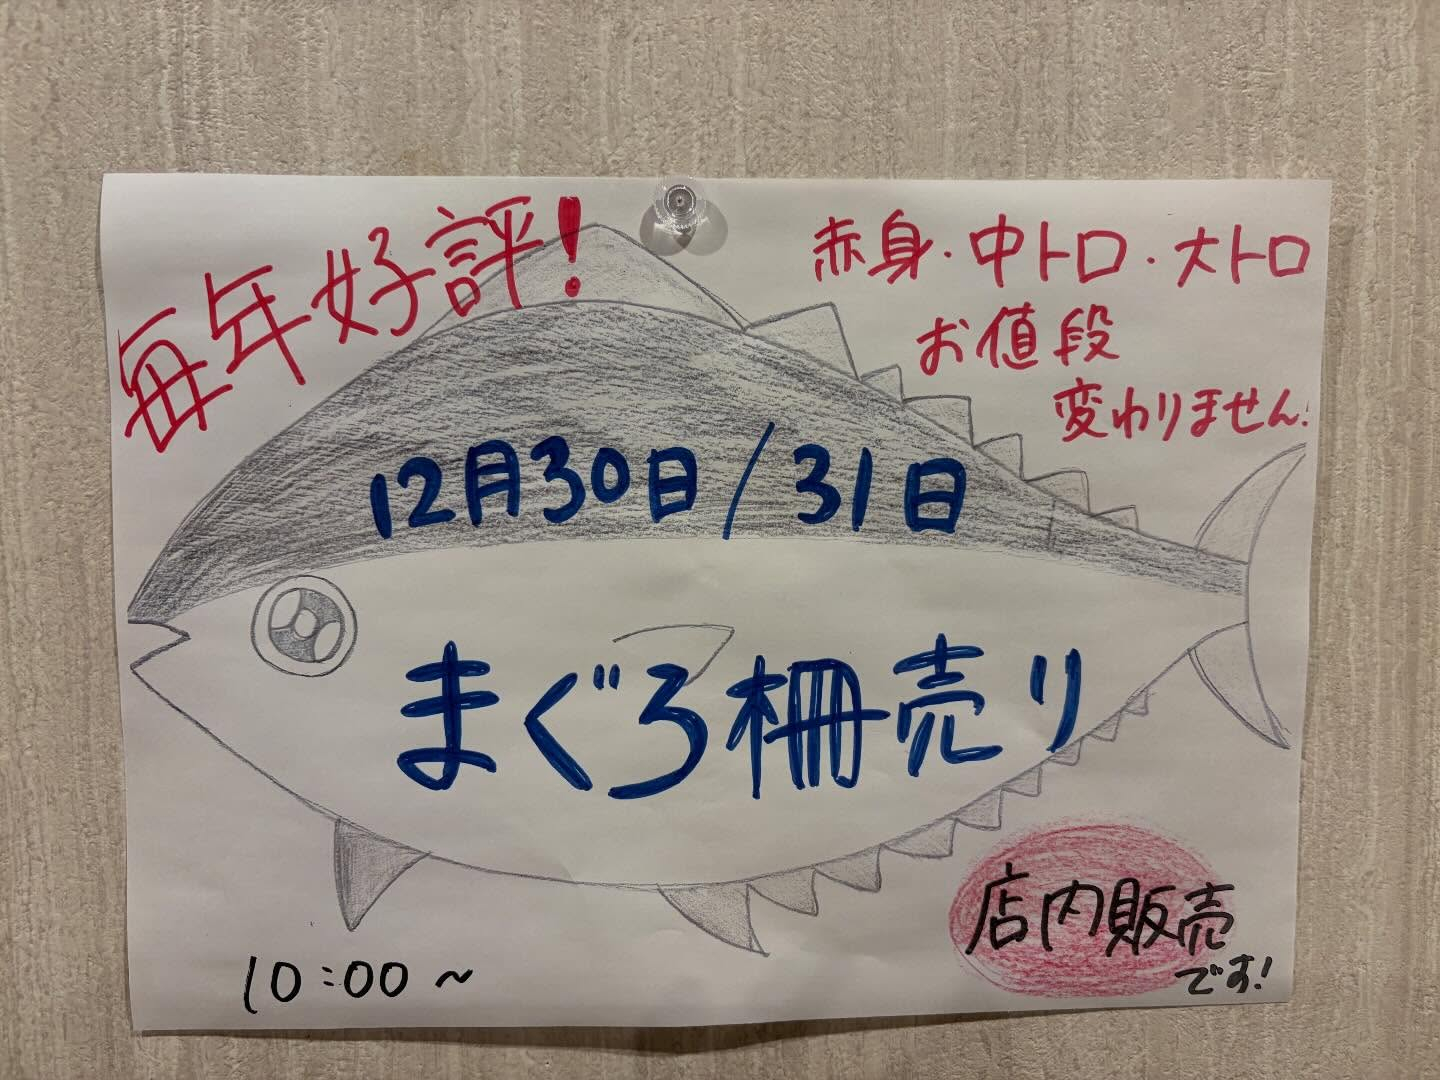 毎年好評!
赤身・中トロ・大トロ
お値段
変わりません!
12月30日/31日
まぐろ柵売り
店内販売
です!
10:00~